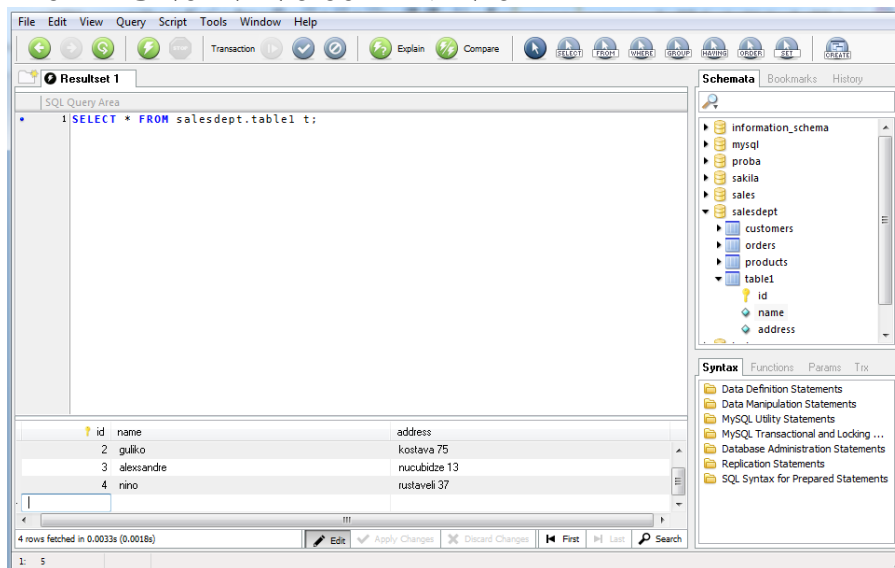 File Edit View Query Script Tools Window Help
Transaction Explain Compare SELECT FROM WHERE GROUP HAVING ORDER SET CREATE
Resultset 1
SQL Query Area
1 SELECT * FROM salesdept.table1 t;
id name address
2 guliko kostava 75
3 alexsandre nucubidze 13
4 nino rustaveli 37
4 rows fetched in 0.0033s (0.0018s) Edit Apply Changes Discard Changes First Last Search
1: 5
Schemata Bookmarks History
information_schema
mysql
proba
sakila
sales
salesdept
customers
orders
products
table1
id
name
address
Syntax Functions Params Trx
Data Definition Statements
Data Manipulation Statements
MySQL Utility Statements
MySQL Transactional and Locking ...
Database Administration Statements
Replication Statements
SQL Syntax for Prepared Statements